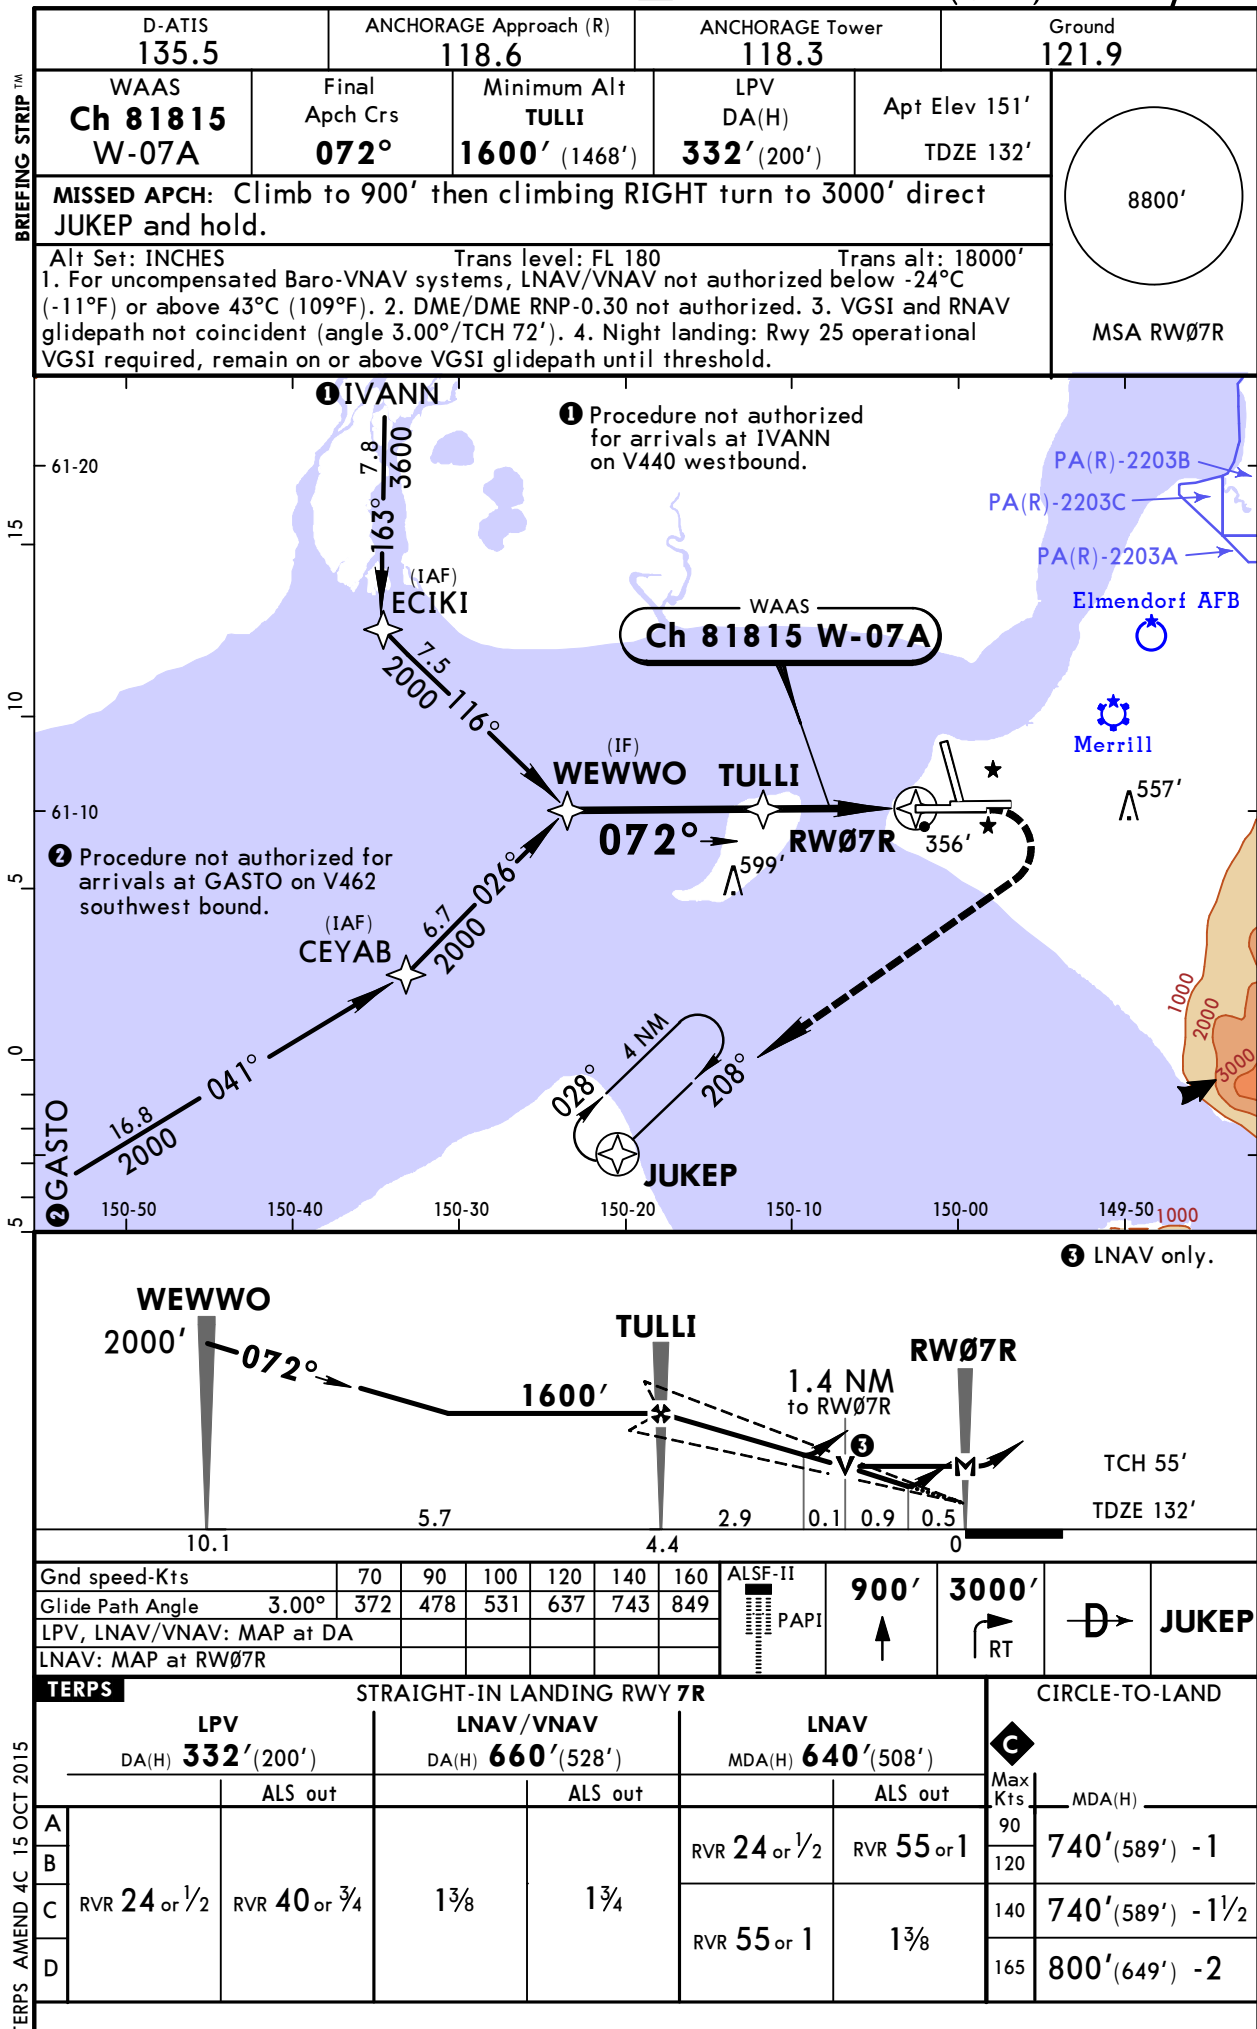 D-ATIS
135.5
ANCHORAGE Approach (R)
118.6
ANCHORAGE Tower
118.3
Ground
121.9
BRIEFING STRIP TM
WAAS
Ch 81815
W-07A
Final
Apch Crs
072°
Minimum Alt
TULLI
1600' (1468')
LPV
DA(H)
332' (200')
Apt Elev 151'
TDZE 132'
MISSED APCH: Climb to 900' then climbing RIGHT turn to 3000' direct
JUKEP and hold.
8800'
MSA RWØ7R
Alt Set: INCHES Trans level: FL 180 Trans alt: 18000'
1. For uncompensated Baro-VNAV systems, LNAV/VNAV not authorized below -24°C
(-11°F) or above 43°C (109°F). 2. DME/DME RNP-0.30 not authorized. 3. VGSI and RNAV
glidepath not coincident (angle 3.00°/TCH 72'). 4. Night landing: Rwy 25 operational
VGSI required, remain on or above VGSI glidepath until threshold.
1 IVANN
7.8
3600
163°
1 Procedure not authorized
for arrivals at IVANN
on V440 westbound.
61-20
15
PA(R)-2203B
PA(R)-2203C
PA(R)-2203A
(IAF)
ECIKI
Elmendorf AFB
WAAS
Ch 81815 W-07A
7.5
2000
116°
10
Merrill
(IF)
WEWWO
TULLI
557'
61-10
072°
RWØ7R
356'
599'
2 Procedure not authorized for
arrivals at GASTO on V462
southwest bound.
5
026°
6.7
2000
(IAF)
CEYAB
1000
2000
3000
0
041°
16.8
2000
4 NM
028°
208°
JUKEP
2 GASTO
5
150-50
150-40
150-30
150-20
150-10
150-00
149-50
1000
3 LNAV only.
WEWWO
2000'
072°
TULLI
1600'
RWØ7R
1.4 NM
to RWØ7R
3
V
M
TCH 55'
TDZE 132'
5.7
2.9
0.1
0.9
0.5
10.1
4.4
0
Gnd speed-Kts 70 90 100 120 140 160
Glide Path Angle 3.00° 372 478 531 637 743 849
LPV, LNAV/VNAV: MAP at DA
LNAV: MAP at RWØ7R
ALSF-II
PAPI
900'
3000'
RT
D
JUKEP
TERPS
STRAIGHT-IN LANDING RWY 7R
CIRCLE-TO-LAND
LPV
DA(H) 332' (200')
LNAV/VNAV
DA(H) 660' (528')
LNAV
MDA(H) 640' (508')
C
ALS out
ALS out
ALS out
Max
Kts
MDA(H)
A
B
C
D
RVR 24 or 1/2
RVR 40 or 3/4
1 3/8
1 3/4
RVR 24 or 1/2
RVR 55 or 1
RVR 55 or 1
1 3/8
90
120
740' (589') -1
140
740' (589') -1 1/2
165
800' (649') -2
TERPS AMEND 4C 15 OCT 2015